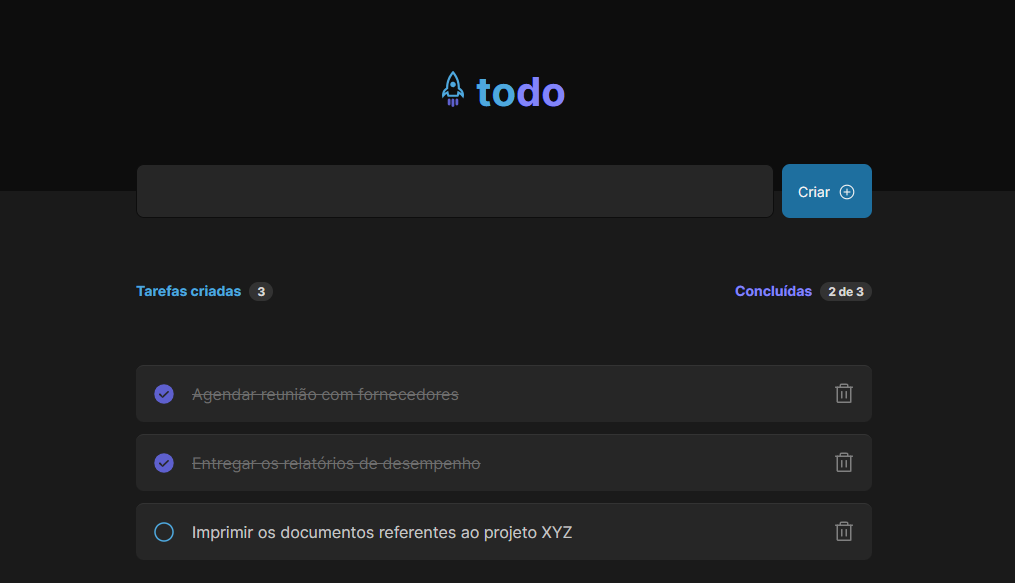 todo
Criar
Tarefas criadas 3
Concluídas 2 de 3
Agendar reunião com fornecedores
Entregar os relatórios de desempenho
Imprimir os documentos referentes ao projeto XYZ